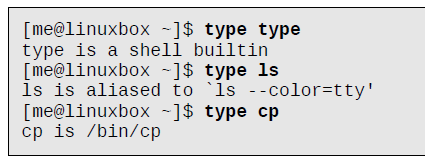 [me@linuxbox ~]$ type type
type is a shell builtin
[me@linuxbox ~]$ type ls
ls is aliased to `ls --color=tty'
[me@linuxbox ~]$ type cp
cp is /bin/cp